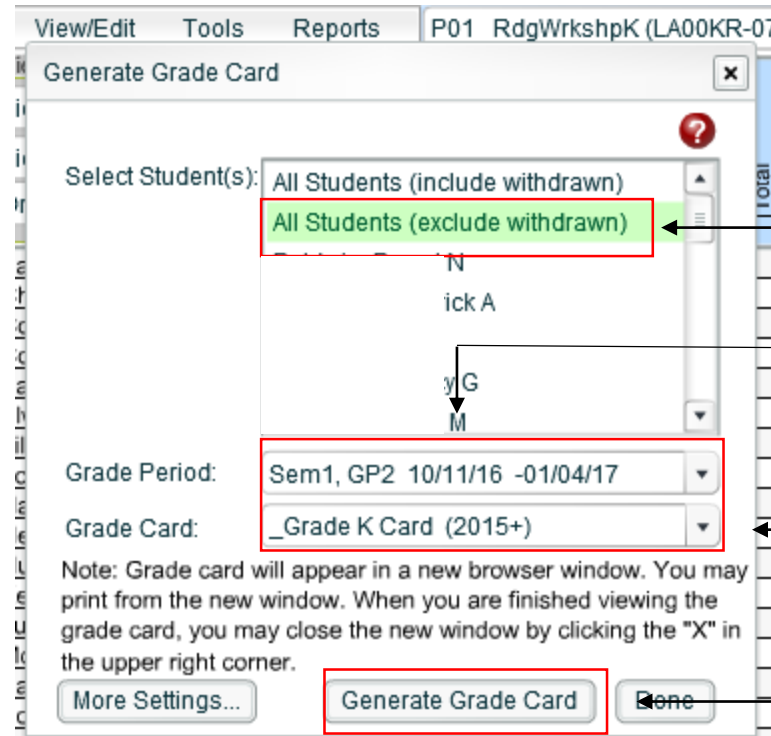 View/Edit Tools Reports P01 RdgWrkshpK (LA00KR-07
Generate Grade Card
Total
Select Student(s):
All Students (include withdrawn)
All Students (exclude withdrawn)
N
rick A
y G
M
Grade Period: Sem1, GP2 10/11/16 -01/04/17
Grade Card: _Grade K Card (2015+)
Note: Grade card will appear in a new browser window. You may
print from the new window. When you are finished viewing the
grade card, you may close the new window by clicking the "X" in
the upper right corner.
More Settings... Generate Grade Card Done